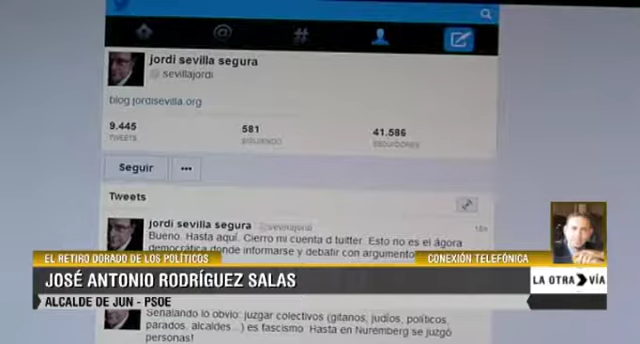 jordi sevilla segura
@ sevillajordi
blog jordisevilla.org
9.445
581
41.586
TWEETS
SIGUIENDO
SEGUIDORES
Seguir
Tweets
jordi sevilla segura @sevillajordi
16h
Bueno. Hasta aquí. Cierro mi cuenta d tuitter. Esto no es el ágora
democrática donde informarse y debatir con argumento
EL RETIRO DORADO DE LOS POLÍTICOS
CONEXIÓN TELEFÓNICA
JOSÉ ANTONIO RODRÍGUEZ SALAS
LA OTRA VÍA
ALCALDE DE JUN - PSOE
Señalando lo obvio: juzgar colectivos (gitanos, judíos, políticos,
parados, alcaldes...) es fascismo. Hasta en Nuremberg se juzgó
personas!